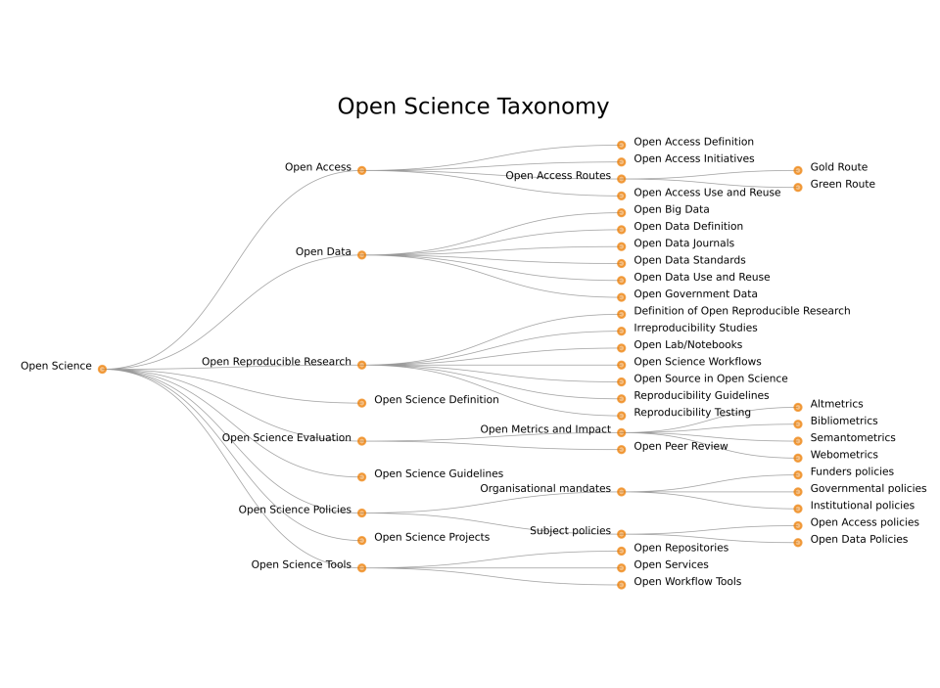 Open Science Taxonomy
Open Science
Open Access
Open Access Definition
Open Access Initiatives
Open Access Routes
Gold Route
Green Route
Open Access Use and Reuse
Open Data
Open Big Data
Open Data Definition
Open Data Journals
Open Data Standards
Open Data Use and Reuse
Open Government Data
Open Reproducible Research
Definition of Open Reproducible Research
Irreproducibility Studies
Open Lab/Notebooks
Open Science Workflows
Open Source in Open Science
Reproducibility Guidelines
Reproducibility Testing
Open Science Definition
Open Science Evaluation
Open Metrics and Impact
Altmetrics
Bibliometrics
Semantometrics
Webometrics
Open Peer Review
Open Science Guidelines
Open Science Policies
Organisational mandates
Funders policies
Governmental policies
Institutional policies
Subject policies
Open Access policies
Open Data Policies
Open Science Projects
Open Science Tools
Open Repositories
Open Services
Open Workflow Tools